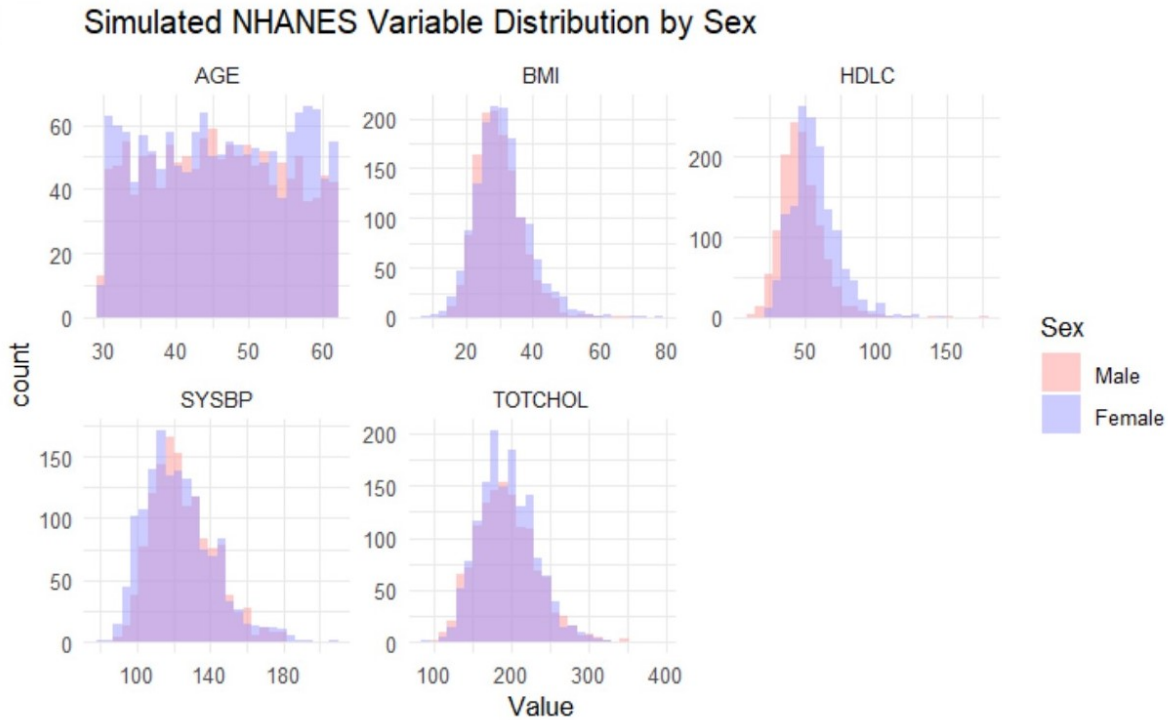 Simulated NHANES Variable Distribution by Sex
AGE
BMI
HDLC
60
40
20
0
30 40 50 60
200
150
100
50
0
20 40 60 80
200
100
0
50 100 150
SYSBP
TOTCHOL
150
100
50
0
100 140 180
200
150
100
50
0
100 200 300 400
count
Value
Sex
Male
Female